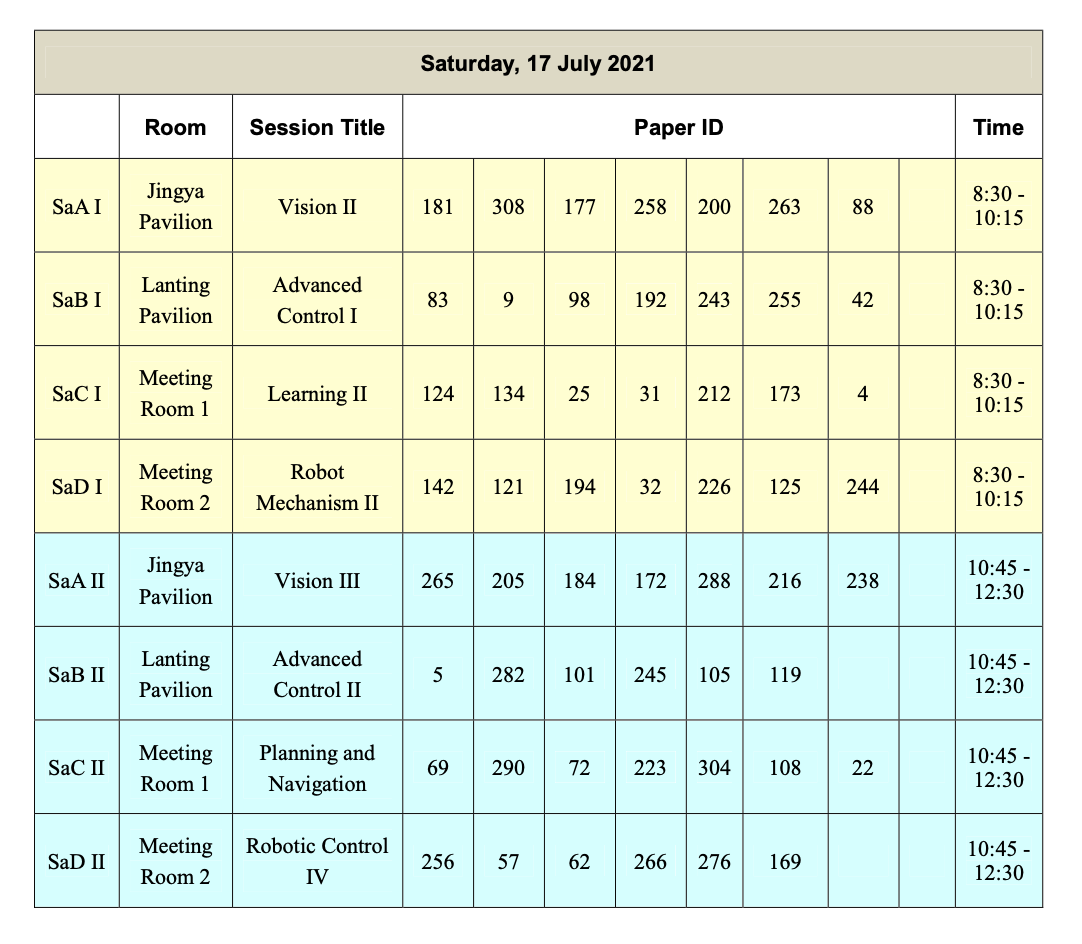 Saturday, 17 July 2021
Room Session Title Paper ID Time
SaA I Jingya Pavilion Vision II 181 308 177 258 200 263 88 8:30 - 10:15
SaB I Lanting Pavilion Advanced Control I 83 9 98 192 243 255 42 8:30 - 10:15
SaC I Meeting Room 1 Learning II 124 134 25 31 212 173 4 8:30 - 10:15
SaD I Meeting Room 2 Robot Mechanism II 142 121 194 32 226 125 244 8:30 - 10:15
SaA II Jingya Pavilion Vision III 265 205 184 172 288 216 238 10:45 - 12:30
SaB II Lanting Pavilion Advanced Control II 5 282 101 245 105 119 10:45 - 12:30
SaC II Meeting Room 1 Planning and Navigation 69 290 72 223 304 108 22 10:45 - 12:30
SaD II Meeting Room 2 Robotic Control IV 256 57 62 266 276 169 10:45 - 12:30